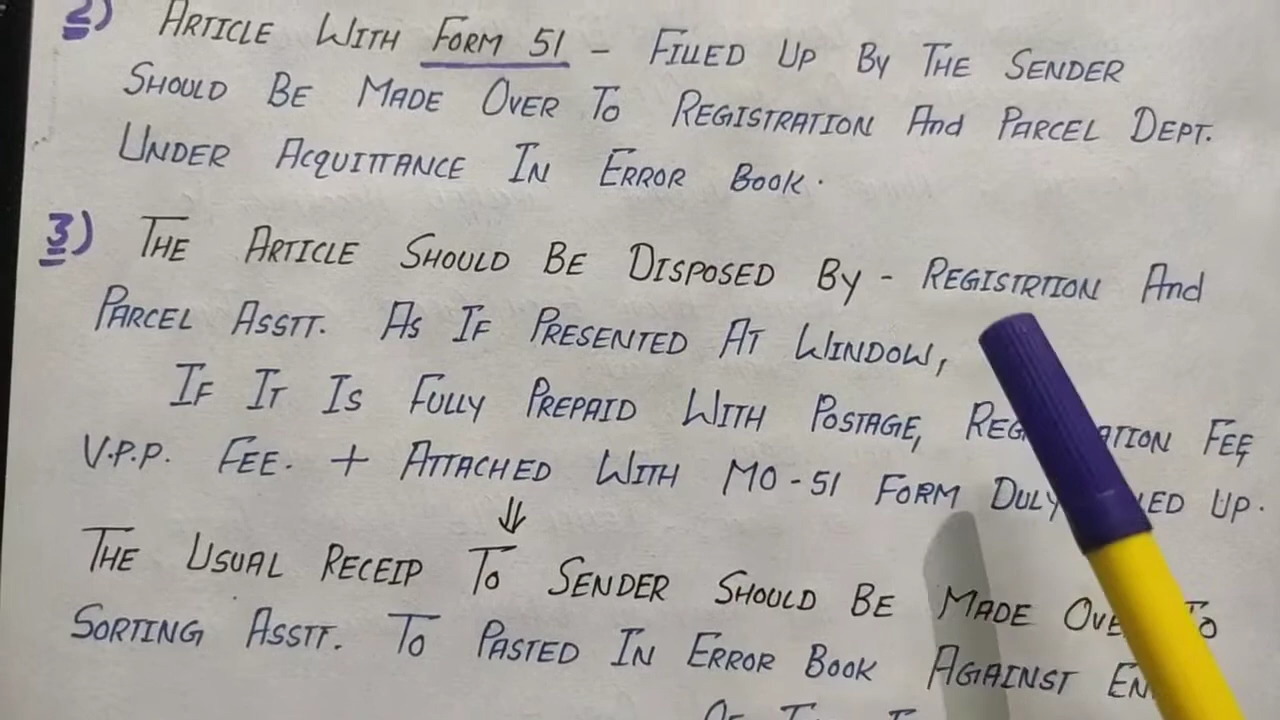 2) ARTICLE WITH FORM 51 - FILLED UP BY THE SENDER
SHOULD BE MADE OVER TO REGISTRATION And PARCEL DEPT.
UNDER ACQUITTANCE IN ERROR BOOK.
3) THE ARTICLE SHOULD BE DISPOSED By - REGISTRTION And
PARCEL ASSTT. AS IF PRESENTED AT WINDOW,
IF IT IS FULLY PREPAID WITH POSTAGE, FEE,
V.P.P. FEE. + ATTACHED WITH MO-51 FORM DULY UP.
⇓
THE USUAL RECEIP TO SENDER SHOULD BE MADE TO
SORTING ASSTT. TO PASTED IN ERROR BOOK AGAINST